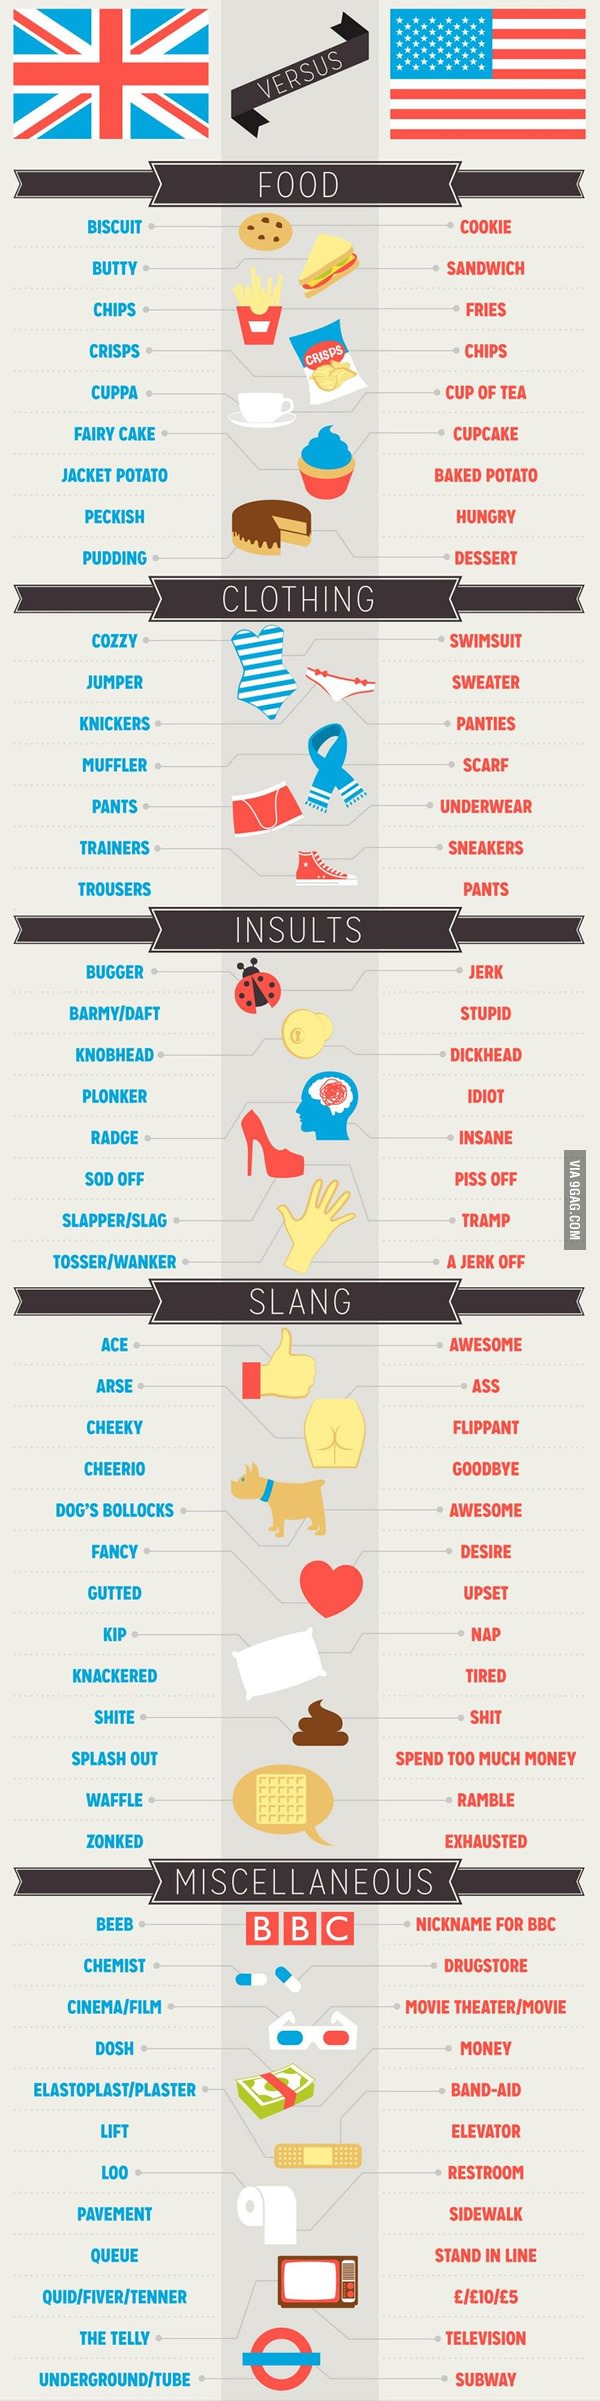 VERSUS
FOOD
BISCUIT COOKIE
BUTTY SANDWICH
CHIPS FRIES
CRISPS CRISPS CHIPS
CUPPA CUP OF TEA
FAIRY CAKE CUPCAKE
JACKET POTATO BAKED POTATO
PECKISH HUNGRY
PUDDING DESSERT
CLOTHING
COZZY SWIMSUIT
JUMPER SWEATER
KNICKERS PANTIES
MUFFLER SCARF
PANTS UNDERWEAR
TRAINERS SNEAKERS
TROUSERS PANTS
INSULTS
BUGGER JERK
BARMY/DAFT STUPID
KNOBHEAD DICKHEAD
PLONKER IDIOT
RADGE INSANE
SOD OFF PISS OFF
SLAPPER/SLAG TRAMP
TOSSER/WANKER A JERK OFF
VIA 9GAG.COM
SLANG
ACE AWESOME
ARSE ASS
CHEEKY FLIPPANT
CHEERIO GOODBYE
DOG'S BOLLOCKS AWESOME
FANCY DESIRE
GUTTED UPSET
KIP NAP
KNACKERED TIRED
SHITE SHIT
SPLASH OUT SPEND TOO MUCH MONEY
WAFFLE RAMBLE
ZONKED EXHAUSTED
MISCELLANEOUS
BEEB BBC NICKNAME FOR BBC
CHEMIST DRUGSTORE
CINEMA/FILM MOVIE THEATER/MOVIE
DOSH MONEY
ELASTOPLAST/PLASTER BAND-AID
LIFT ELEVATOR
LOO RESTROOM
PAVEMENT SIDEWALK
QUEUE STAND IN LINE
QUID/FIVER/TENNER £/£10/£5
THE TELLY TELEVISION
UNDERGROUND/TUBE SUBWAY